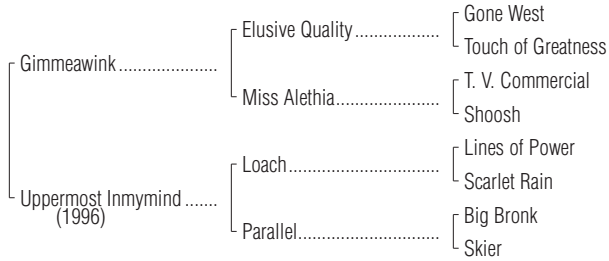 Gone West
Elusive Quality
Touch of Greatness
Gimmeawink
T. V. Commercial
Miss Alethia
Shoosh
Lines of Power
Loach
Scarlet Rain
Uppermost Inmymind
(1996)
Big Bronk
Parallel
Skier